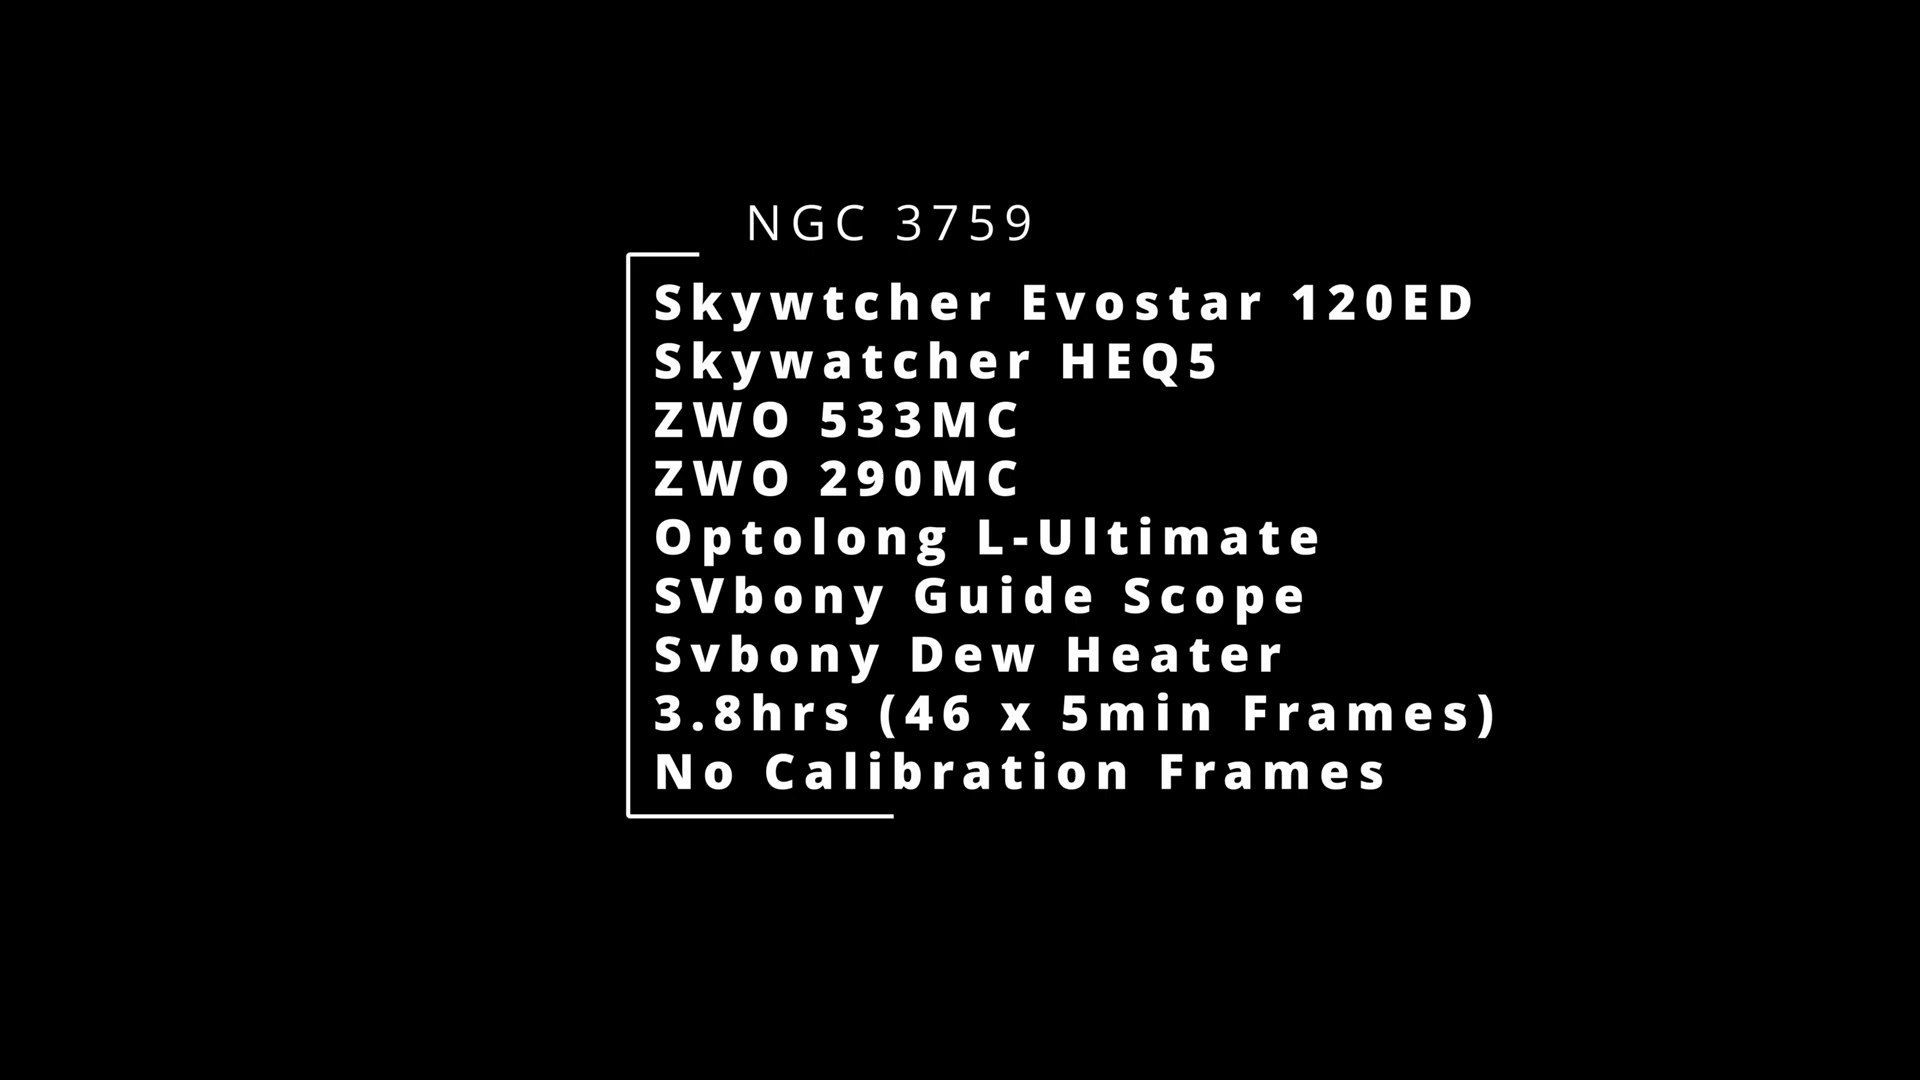 NGC 3759
Skywtcher Evostar 120ED
Skywatcher HEQ5
ZWO 533MC
ZWO 290MC
Optolong L-Ultimate
SVbony Guide Scope
Svbony Dew Heater
3.8hrs (46 x 5min Frames)
No Calibration Frames